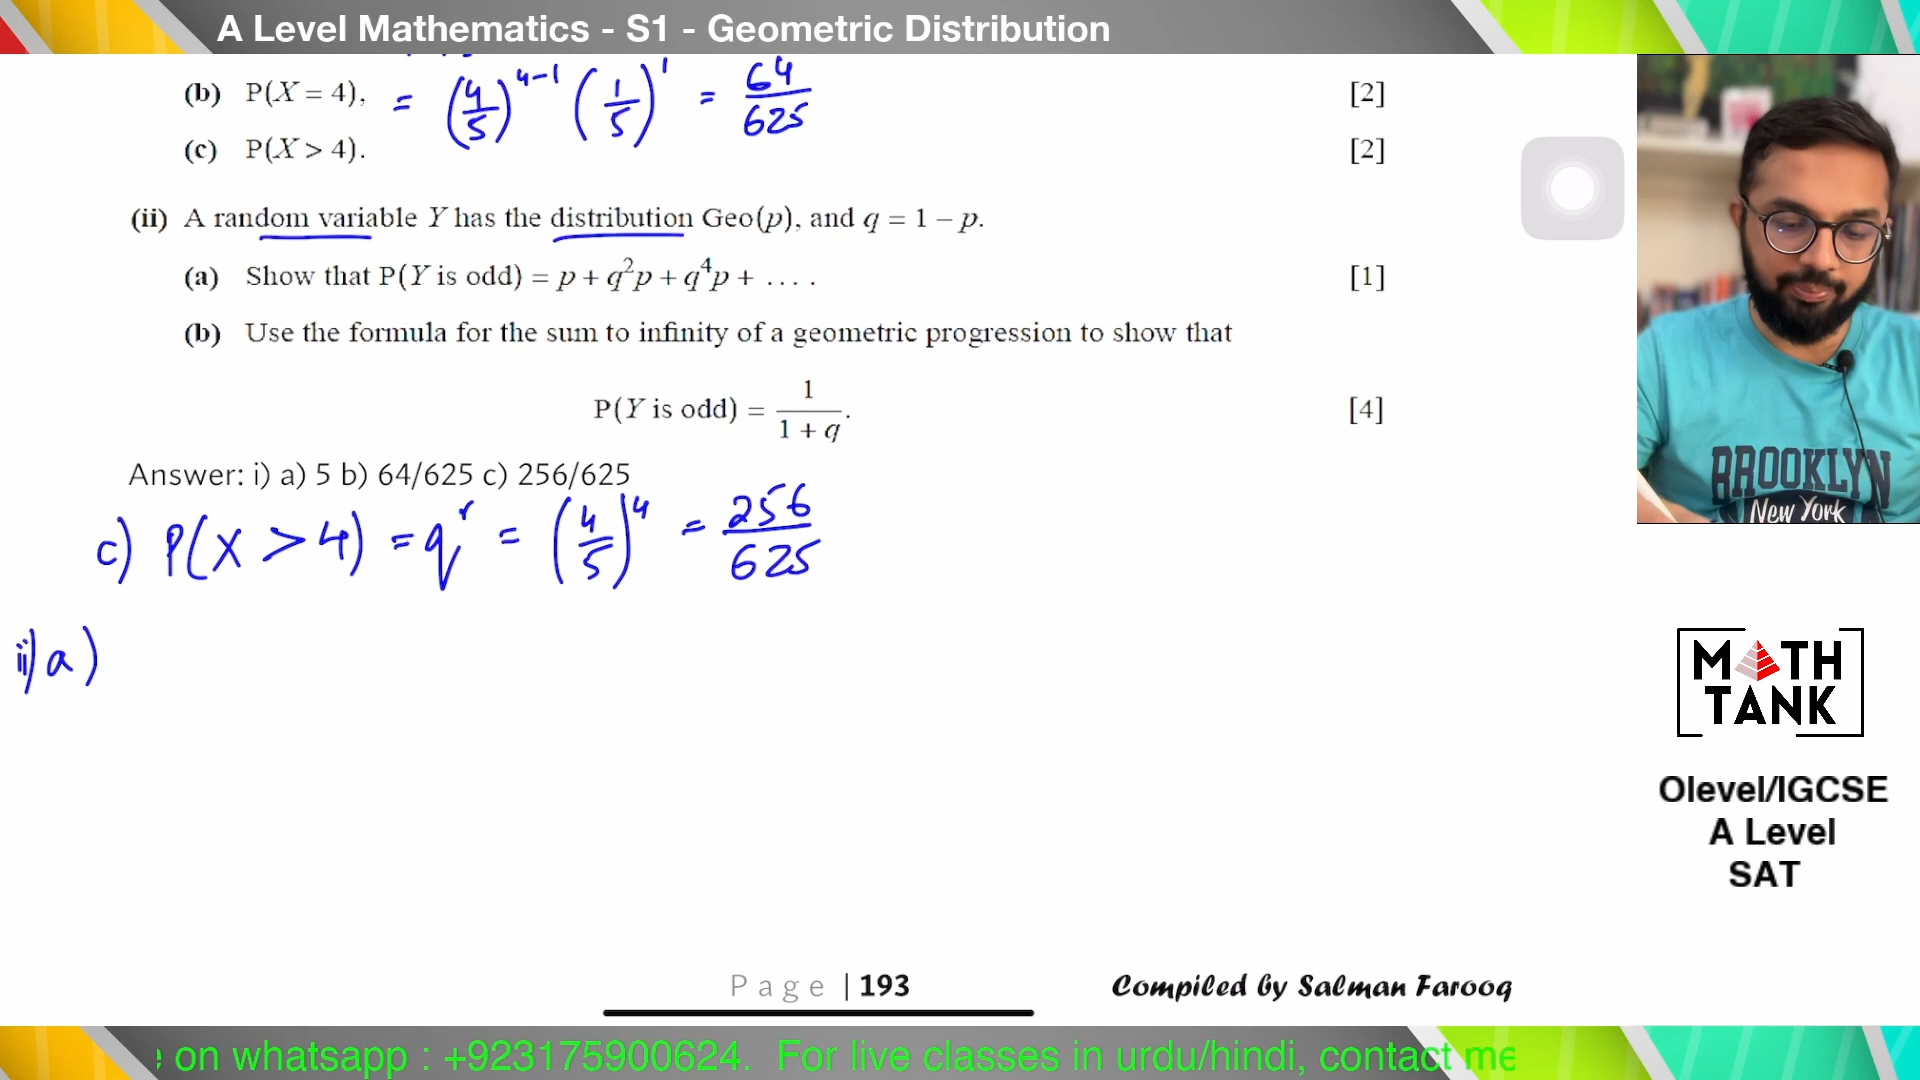 A Level Mathematics - S1 - Geometric Distribution
(b) P(X = 4), = (4/5)^4-1 (1/5)^1 = 64/625 [2]
(c) P(X > 4). [2]
(ii) A random variable Y has the distribution Geo(p), and q = 1 − p.
(a) Show that P(Y is odd) = p + q²p + q⁴p + .... [1]
(b) Use the formula for the sum to infinity of a geometric progression to show that
P(Y is odd) = 1/(1 + q). [4]
Answer: i) a) 5 b) 64/625 c) 256/625
c) P(X > 4) = q^r = (4/5)^4 = 256/625
ii) a)
BROOKLYN
New York
MATH
TANK
Olevel/IGCSE
A Level
SAT
Page | 193
Compiled by Salman Farooq
on whatsapp : +923175900624. For live classes in urdu/hindi, contact me